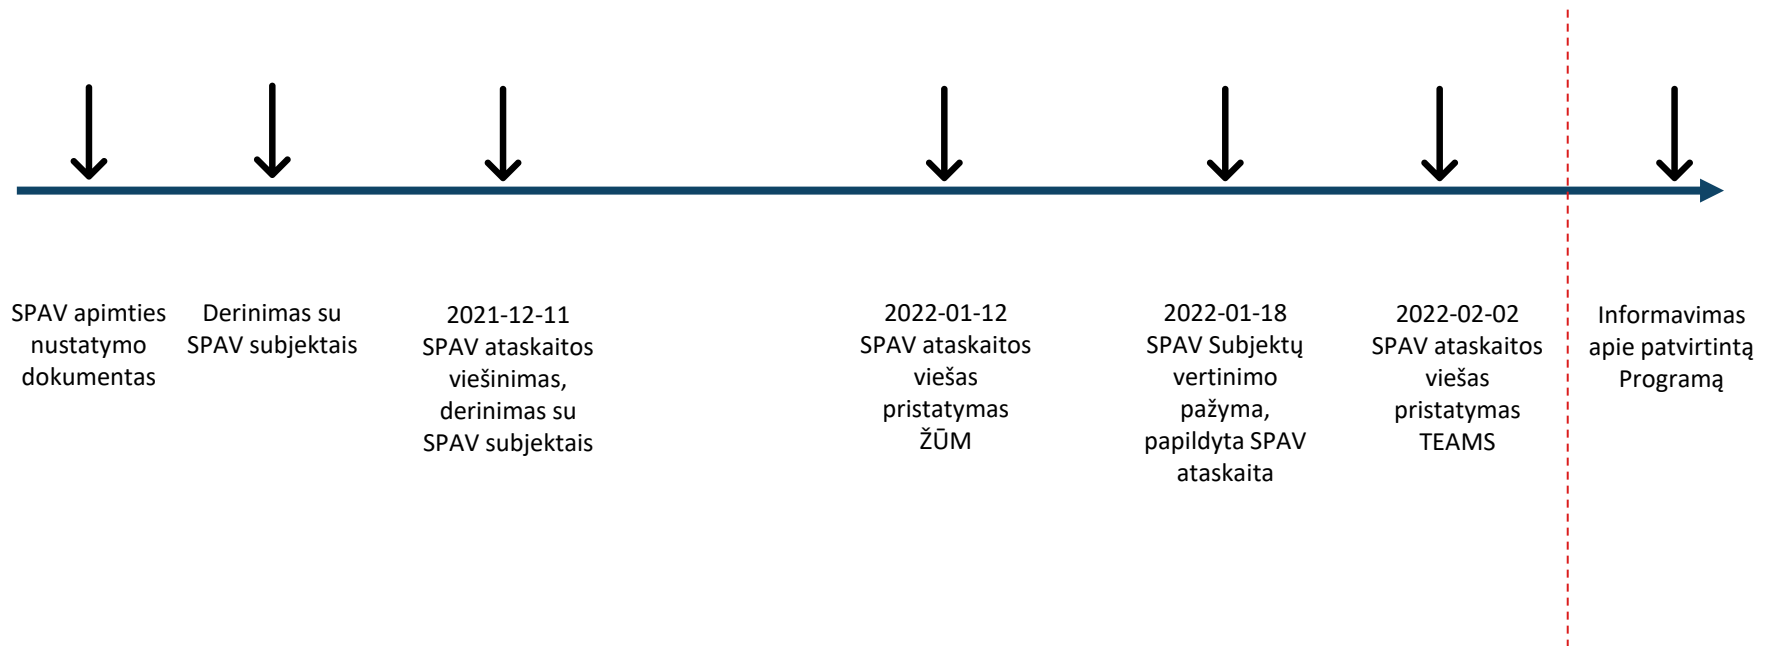 SPAV apimties
nustatymo
dokumentas
Derinimas su
SPAV subjektais
2021-12-11
SPAV ataskaitos
viešinimas,
derinimas su
SPAV subjektais
2022-01-12
SPAV ataskaitos
viešas
pristatymas
ŽŪM
2022-01-18
SPAV Subjektų
vertinimo
pažyma,
papildyta SPAV
ataskaita
2022-02-02
SPAV ataskaitos
viešas
pristatymas
TEAMS
Informavimas
apie patvirtintą
Programą